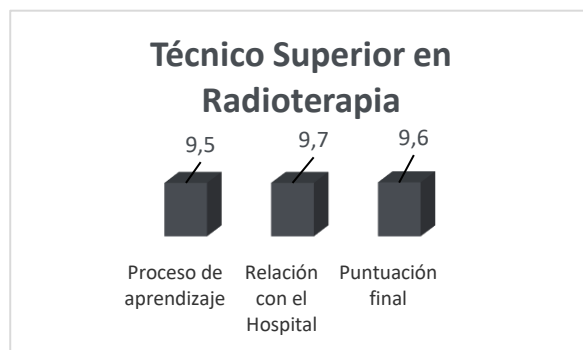 Técnico Superior en
Radioterapia
9,5
9,7
9,6
Proceso de
aprendizaje
Relación
con el
Hospital
Puntuación
final